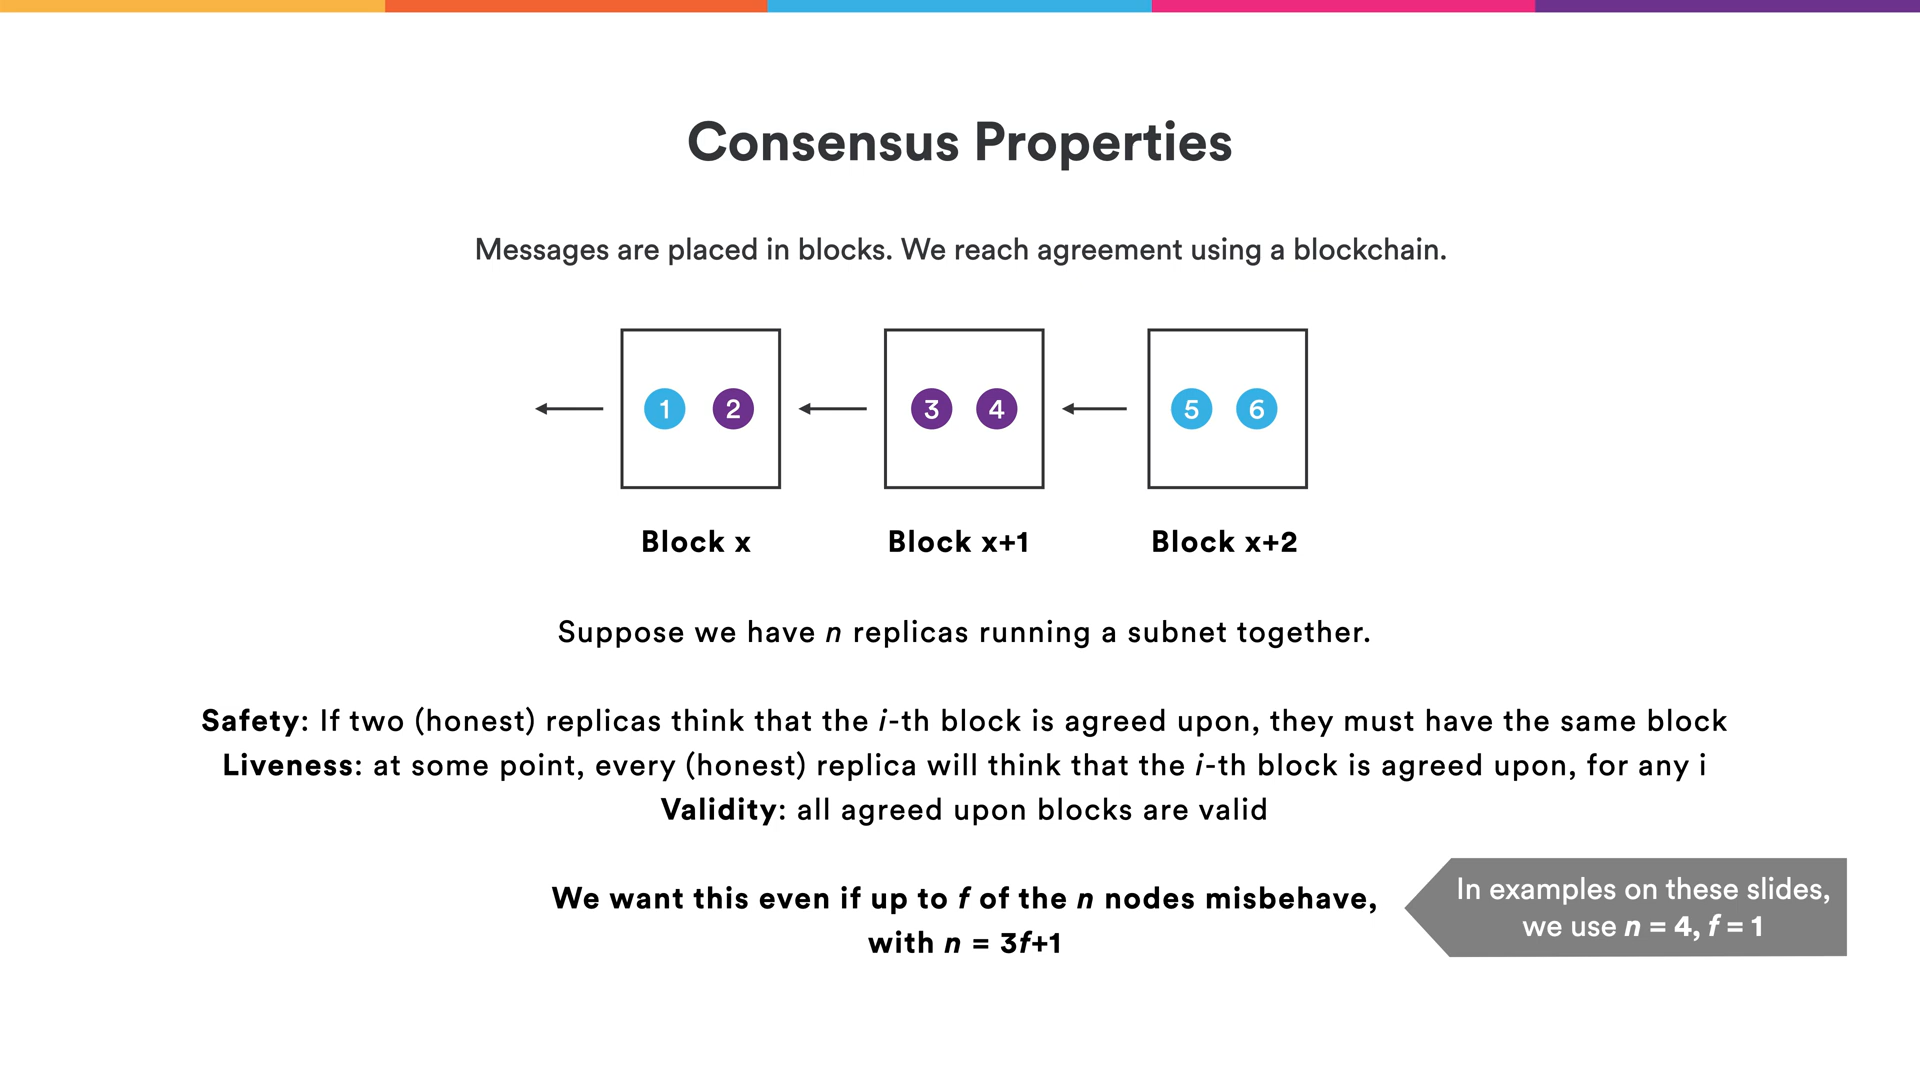 Consensus Properties
Messages are placed in blocks. We reach agreement using a blockchain.
1 2 3 4 5 6
Block x Block x+1 Block x+2
Suppose we have n replicas running a subnet together.
Safety: If two (honest) replicas think that the i-th block is agreed upon, they must have the same block
Liveness: at some point, every (honest) replica will think that the i-th block is agreed upon, for any i
Validity: all agreed upon blocks are valid
We want this even if up to f of the n nodes misbehave,
with n = 3f+1
In examples on these slides,
we use n = 4, f = 1